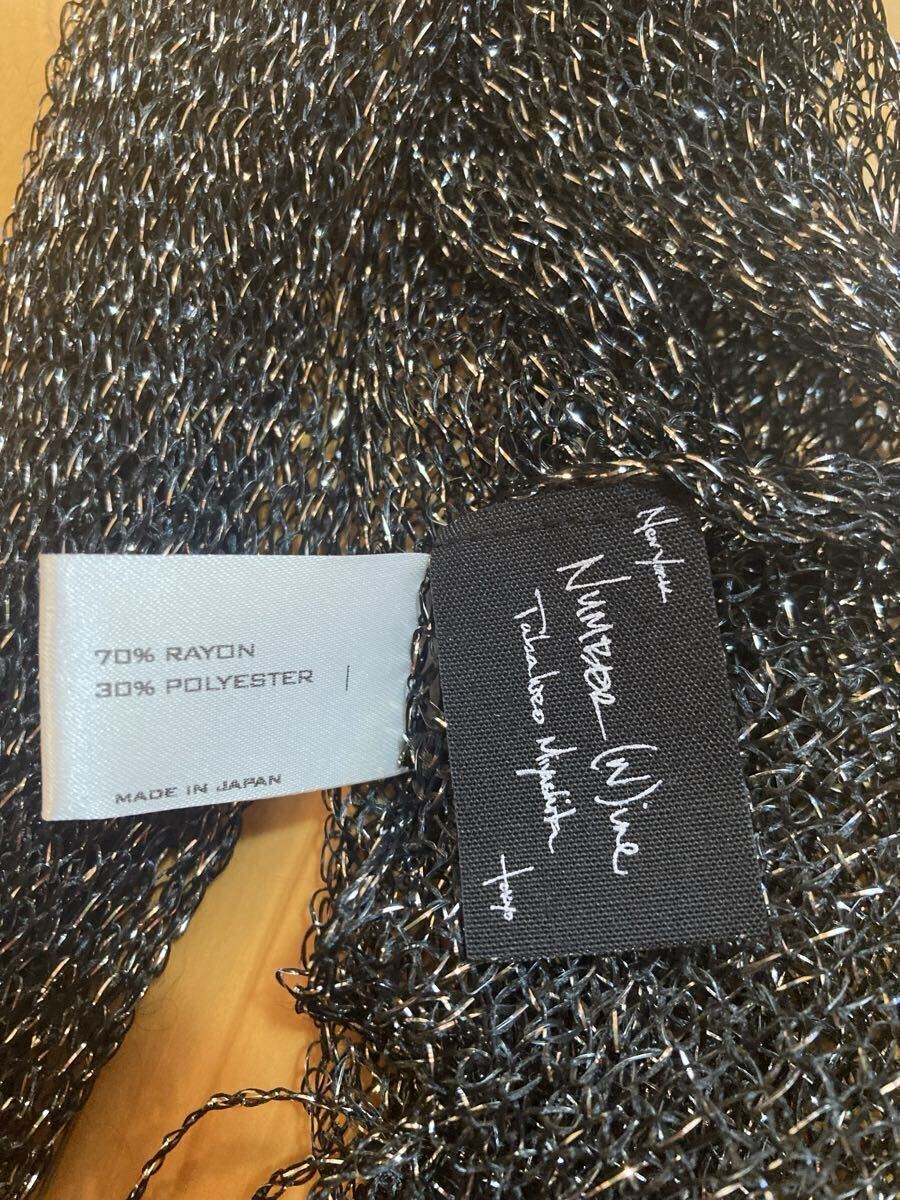 70% RAYON
30% POLYESTER
MADE IN JAPAN
New York
NUMBER (N)ine
Takahiro Miyashita
tokyo